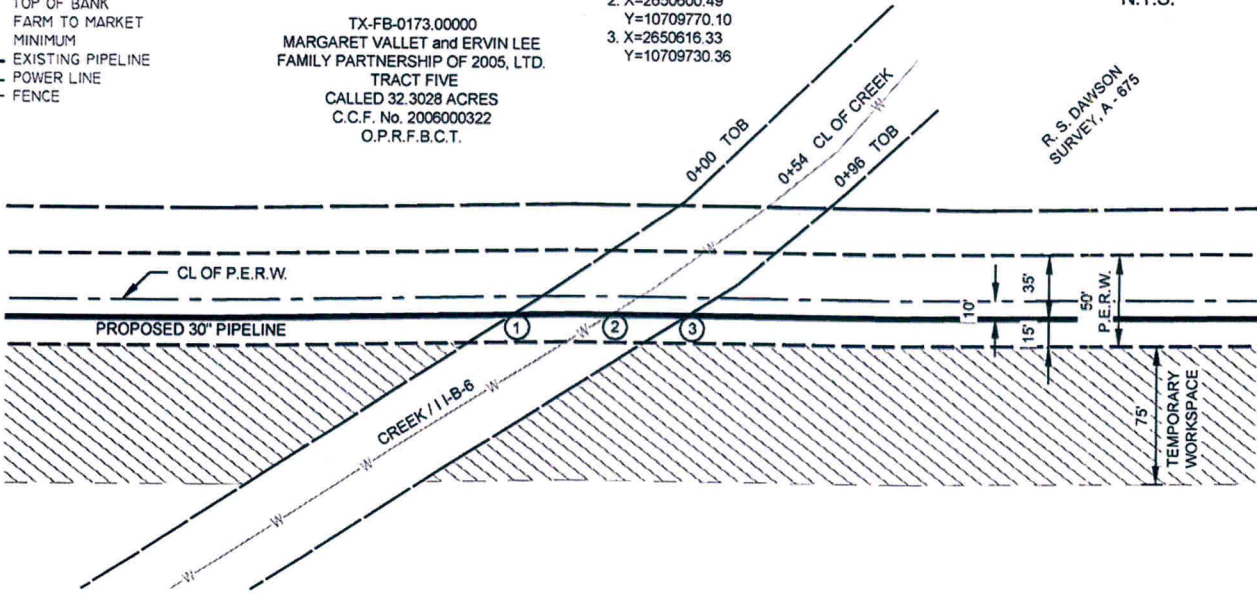 TOP OF BANK
FARM TO MARKET
MINIMUM
EXISTING PIPELINE
POWER LINE
FENCE
TX-FB-0173.00000
MARGARET VALLET and ERVIN LEE
FAMILY PARTNERSHIP OF 2005, LTD.
TRACT FIVE
CALLED 32.3028 ACRES
C.C.F. No. 2006000322
O.P.R.F.B.C.T.
2. X=2650600.49
Y=10709770.10
3. X=2650616.33
Y=10709730.36
N.T.S.
R. S. DAWSON
SURVEY, A - 675
0+00 TOB
0+54 CL OF CREEK
0+96 TOB
W
W
CL OF P.E.R.W.
PROPOSED 30" PIPELINE
1
2
3
W
10'
35'
15'
50'
P.E.R.W.
W
CREEK / I I-B-6
W
W
W
75'
TEMPORARY
WORKSPACE